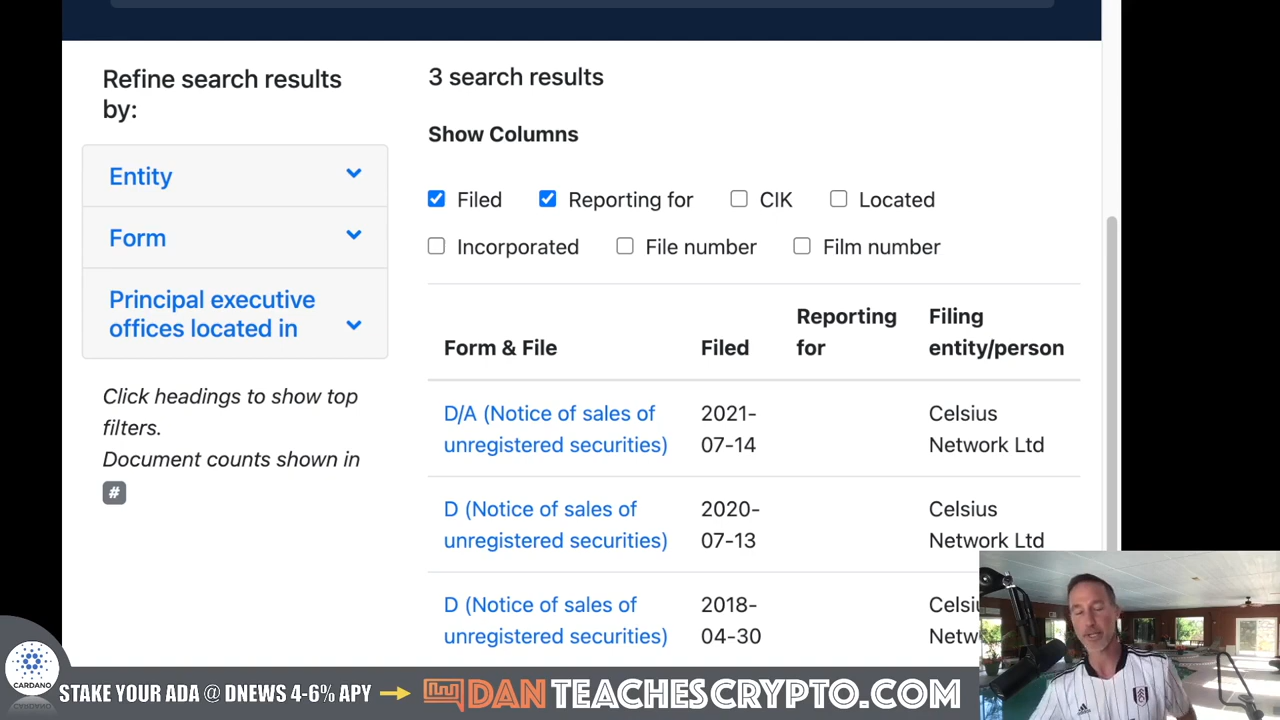 Refine search results
by:
Entity
Form
Principal executive
offices located in
Click headings to show top
filters.
Document counts shown in
#
3 search results
Show Columns
Filed Reporting for CIK Located
Incorporated File number Film number
Form & File Filed Reporting for Filing entity/person
D/A (Notice of sales of 2021- Celsius
unregistered securities) 07-14 Network Ltd
D (Notice of sales of 2020- Celsius
unregistered securities) 07-13 Network Ltd
D (Notice of sales of 2018- Celsi
unregistered securities) 04-30 Netw
CARDANO
STAKE YOUR ADA @ DNEWS 4-6% APY
DANTEACHESCRYPTO.COM